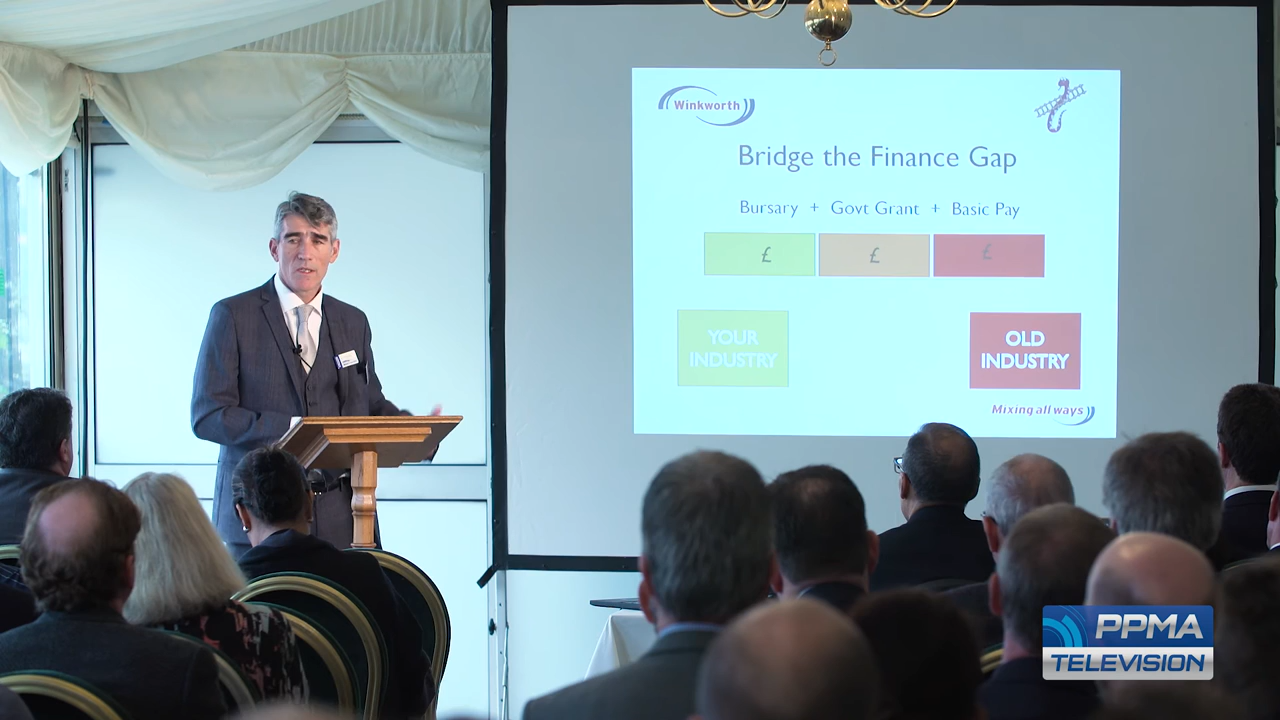 Winkworth
Bridge the Finance Gap
Bursary + Govt Grant + Basic Pay
£ £ £
YOUR
INDUSTRY
OLD
INDUSTRY
Mixing all ways
PPMA
TELEVISION